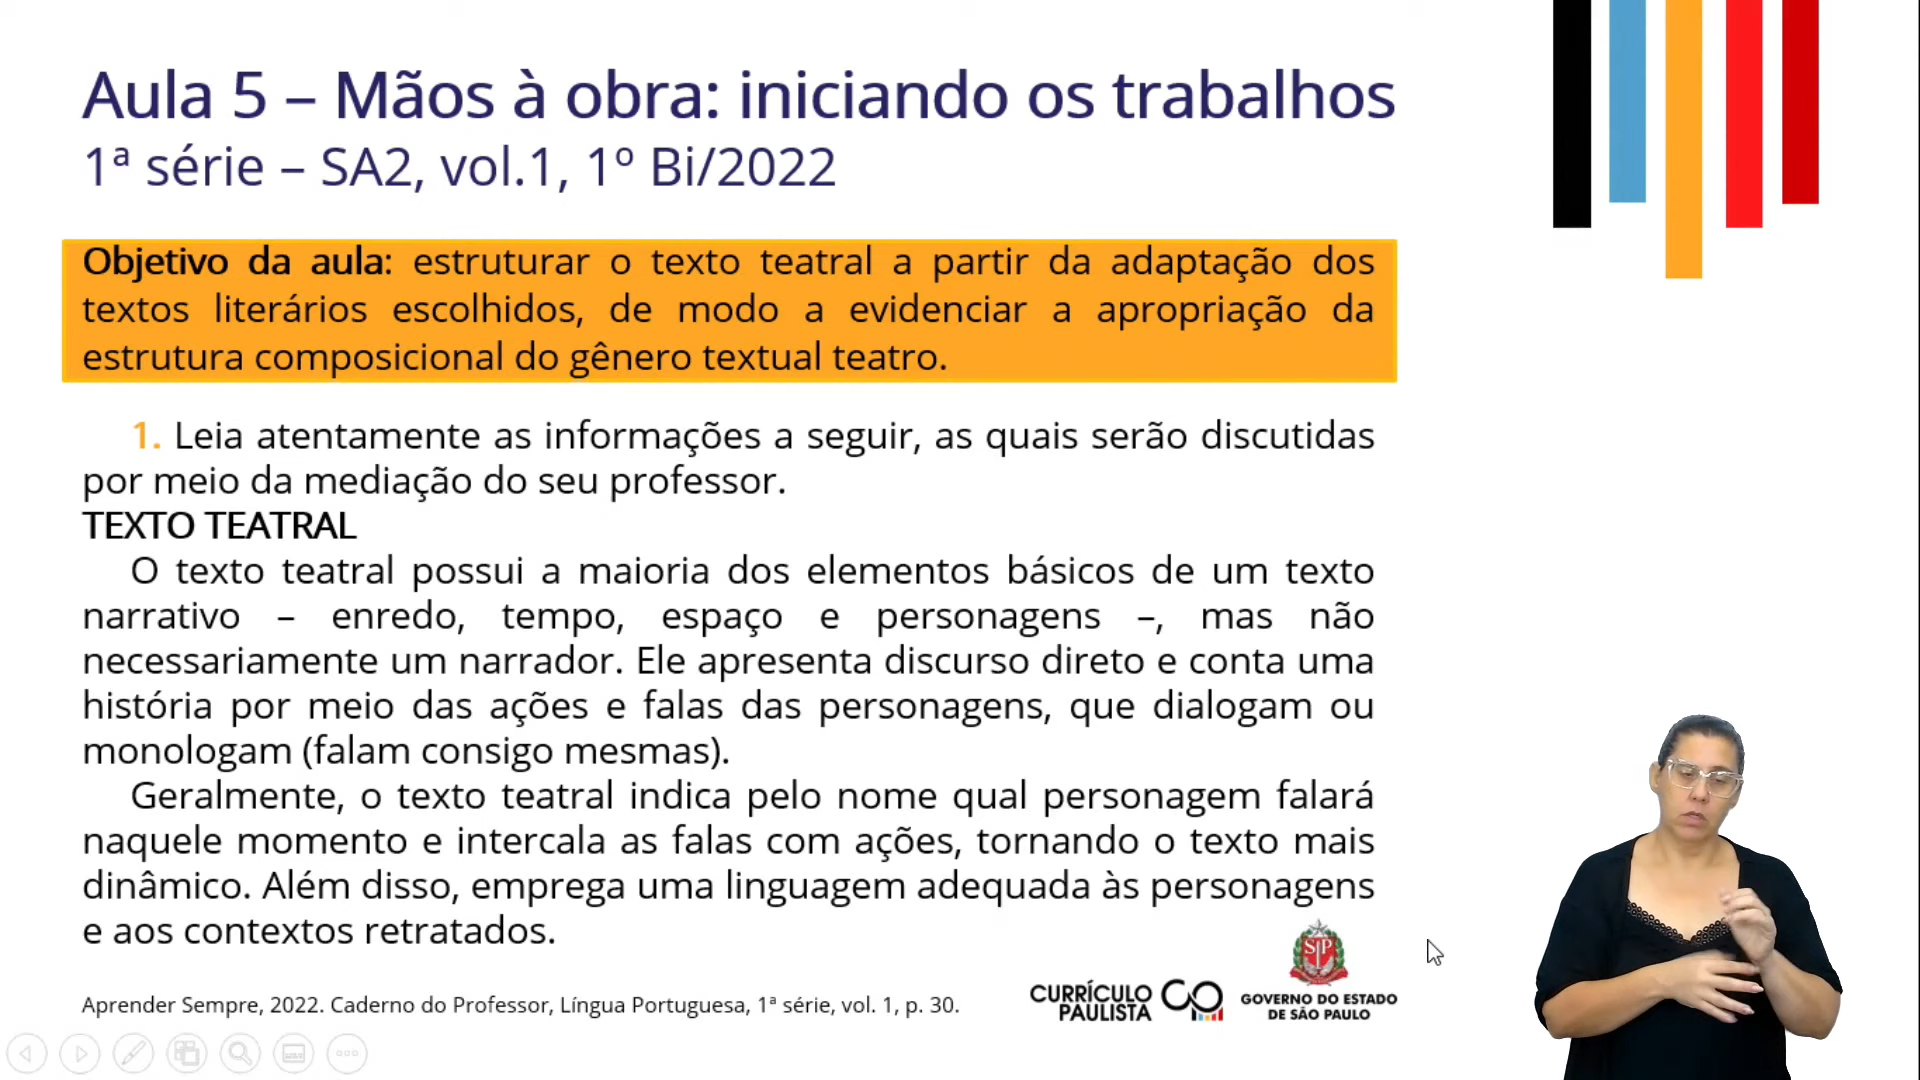 Aula 5 – Mãos à obra: iniciando os trabalhos
1ª série – SA2, vol.1, 1º Bi/2022
Objetivo da aula: estruturar o texto teatral a partir da adaptação dos
textos literários escolhidos, de modo a evidenciar a apropriação da
estrutura composicional do gênero textual teatro.
1. Leia atentamente as informações a seguir, as quais serão discutidas
por meio da mediação do seu professor.
TEXTO TEATRAL
O texto teatral possui a maioria dos elementos básicos de um texto
narrativo – enredo, tempo, espaço e personagens –, mas não
necessariamente um narrador. Ele apresenta discurso direto e conta uma
história por meio das ações e falas das personagens, que dialogam ou
monologam (falam consigo mesmas).
Geralmente, o texto teatral indica pelo nome qual personagem falará
naquele momento e intercala as falas com ações, tornando o texto mais
dinâmico. Além disso, emprega uma linguagem adequada às personagens
e aos contextos retratados.
Aprender Sempre, 2022. Caderno do Professor, Língua Portuguesa, 1ª série, vol. 1, p. 30.
CURRÍCULO
PAULISTA
SP
GOVERNO DO ESTADO
DE SÃO PAULO